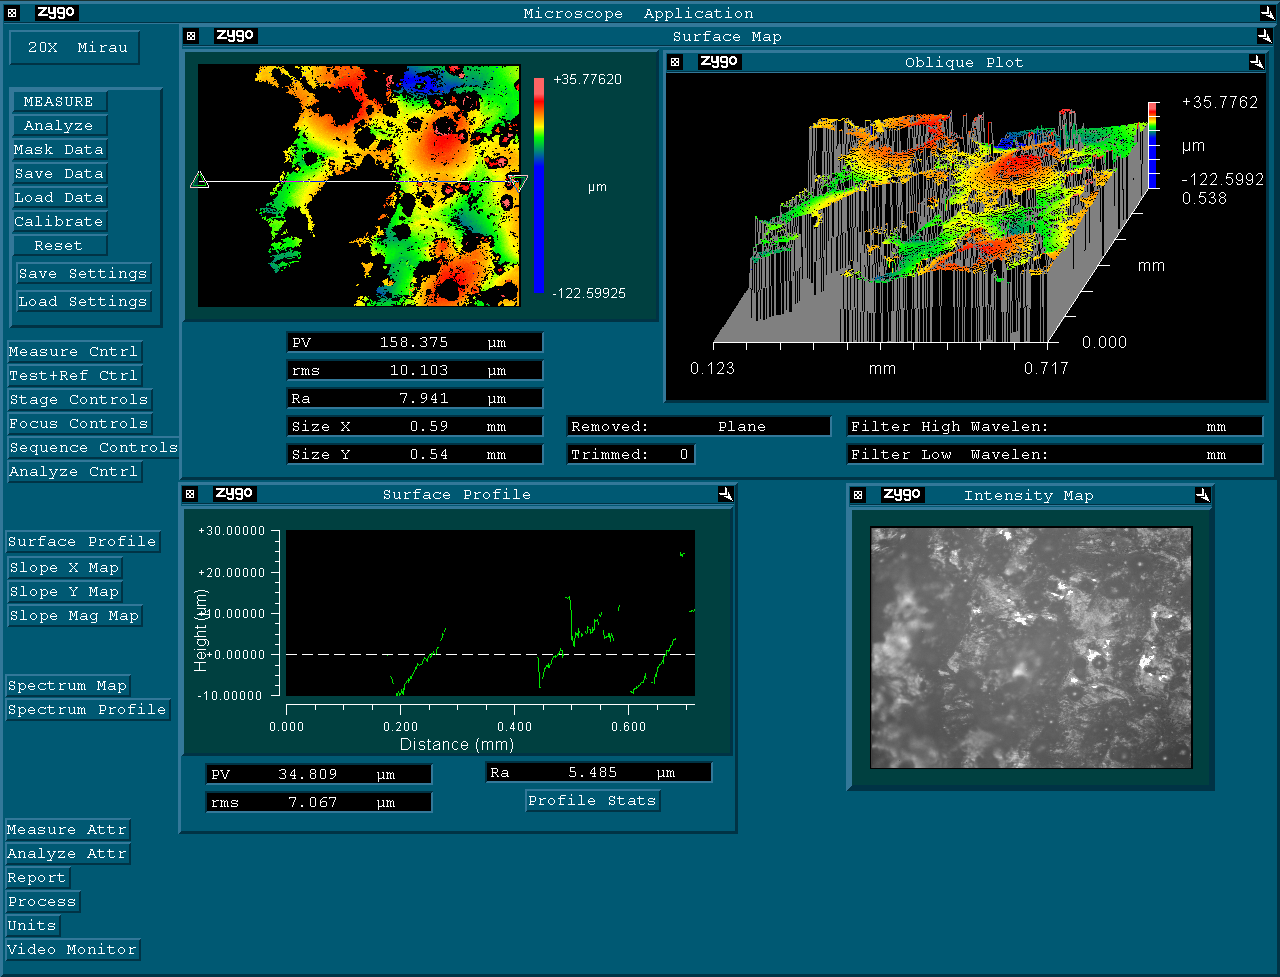 zygo Microscope Application
20X Mirau
MEASURE
Analyze
Mask Data
Save Data
Load Data
Calibrate
Reset
Save Settings
Load Settings
Measure Cntrl
Test+Ref Ctrl
Stage Controls
Focus Controls
Sequence Controls
Analyze Cntrl
Surface Profile
Slope X Map
Slope Y Map
Slope Mag Map
Spectrum Map
Spectrum Profile
Measure Attr
Analyze Attr
Report
Process
Units
Video Monitor
zygo Surface Map
+35.77620
µm
-122.59925
zygo Oblique Plot
+35.7762
µm
-122.5992
0.538
mm
0.000
0.123 mm 0.717
PV 158.375 µm
rms 10.103 µm
Ra 7.941 µm
Size X 0.59 mm
Size Y 0.54 mm
Removed: Plane
Trimmed: 0
Filter High Wavelen: mm
Filter Low Wavelen: mm
zygo Surface Profile
+30.00000
+20.00000
+10.00000
+0.00000
-10.00000
Height (µm)
0.000 0.200 0.400 0.600
Distance (mm)
PV 34.809 µm
rms 7.067 µm
Ra 5.485 µm
Profile Stats
zygo Intensity Map